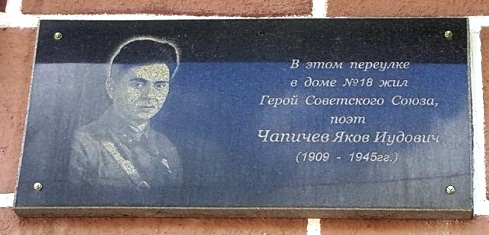 В этом переулке
в доме №18 жил
Герой Советского Союза,
поэт
Чапичев Яков Иудович
(1909 - 1945гг.)